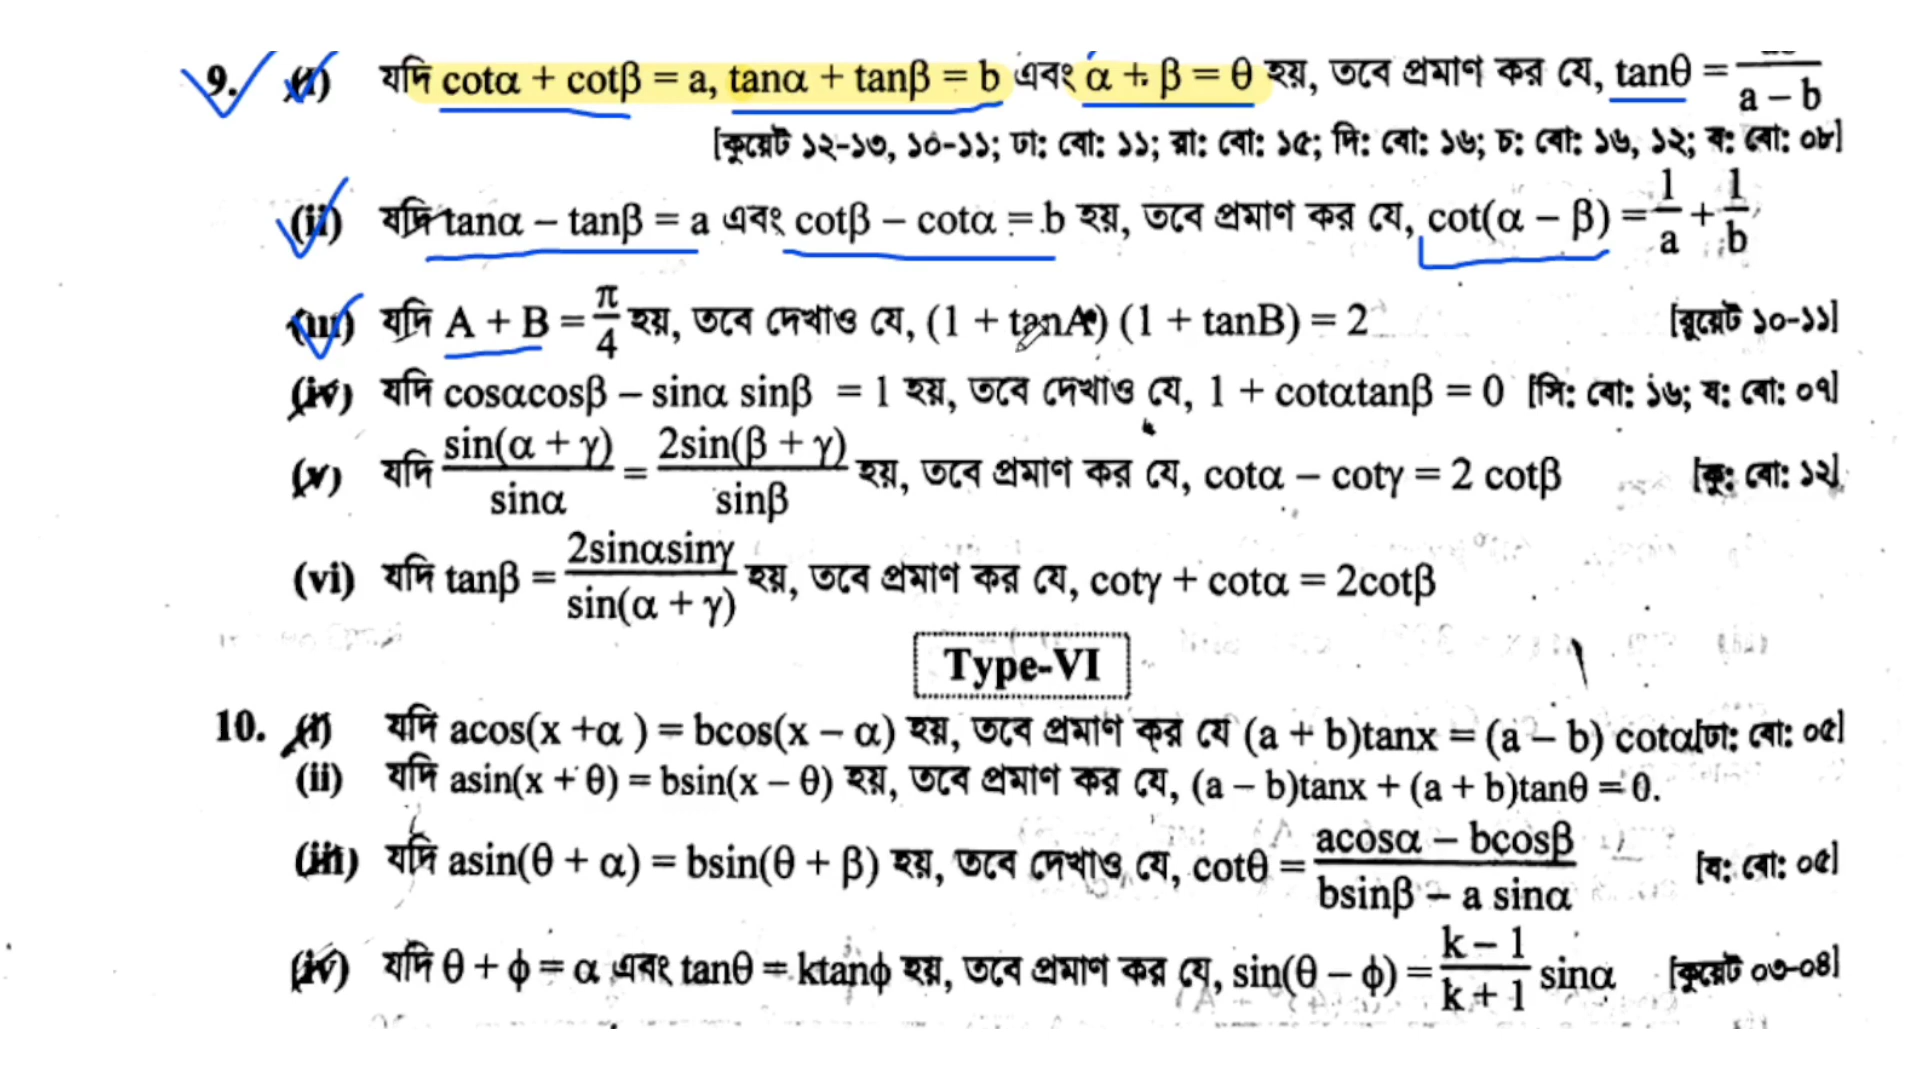 9. (i) যদি cotα + cotβ = a, tanα + tanβ = b এবং α + β = θ হয়, তবে প্রমাণ কর যে, tanθ = ab/(a – b)
[কুয়েট ১২-১৩, ১০-১১; ঢা: বো: ১১; রা: বো: ১৫; দি: বো: ১৬; চ: বো: ১৬, ১২; ব: বো: ০৮]
(ii) যদি tanα – tanβ = a এবং cotβ – cotα = b হয়, তবে প্রমাণ কর যে, cot(α – β) = 1/a + 1/b
(iii) যদি A + B = π/4 হয়, তবে দেখাও যে, (1 + tanA) (1 + tanB) = 2 [বুয়েট ১০-১১]
(iv) যদি cosαcosβ – sinα sinβ = 1 হয়, তবে দেখাও যে, 1 + cotαtanβ = 0 [সি: বো: ১৬; য: বো: ০৭]
(v) যদি sin(α + γ)/sinα = 2sin(β + γ)/sinβ হয়, তবে প্রমাণ কর যে, cotα – cotγ = 2 cotβ [কু: বো: ১২]
(vi) যদি tanβ = 2sinαsinγ/sin(α + γ) হয়, তবে প্রমাণ কর যে, cotγ + cotα = 2cotβ
Type-VI
10. (i) যদি acos(x +α ) = bcos(x – α) হয়, তবে প্রমাণ কর যে (a + b)tanx = (a – b) cotα[ঢা: বো: ০৫]
(ii) যদি asin(x + θ) = bsin(x – θ) হয়, তবে প্রমাণ কর যে, (a – b)tanx + (a + b)tanθ = 0.
(iii) যদি asin(θ + α) = bsin(θ + β) হয়, তবে দেখাও যে, cotθ = (acosα – bcosβ)/(bsinβ – a sinα) [য: বো: ০৫]
(iv) যদি θ + ϕ = α এবং tanθ = ktanϕ হয়, তবে প্রমাণ কর যে, sin(θ – ϕ) = (k – 1)/(k + 1) sinα [কুয়েট ০৩-০৪]